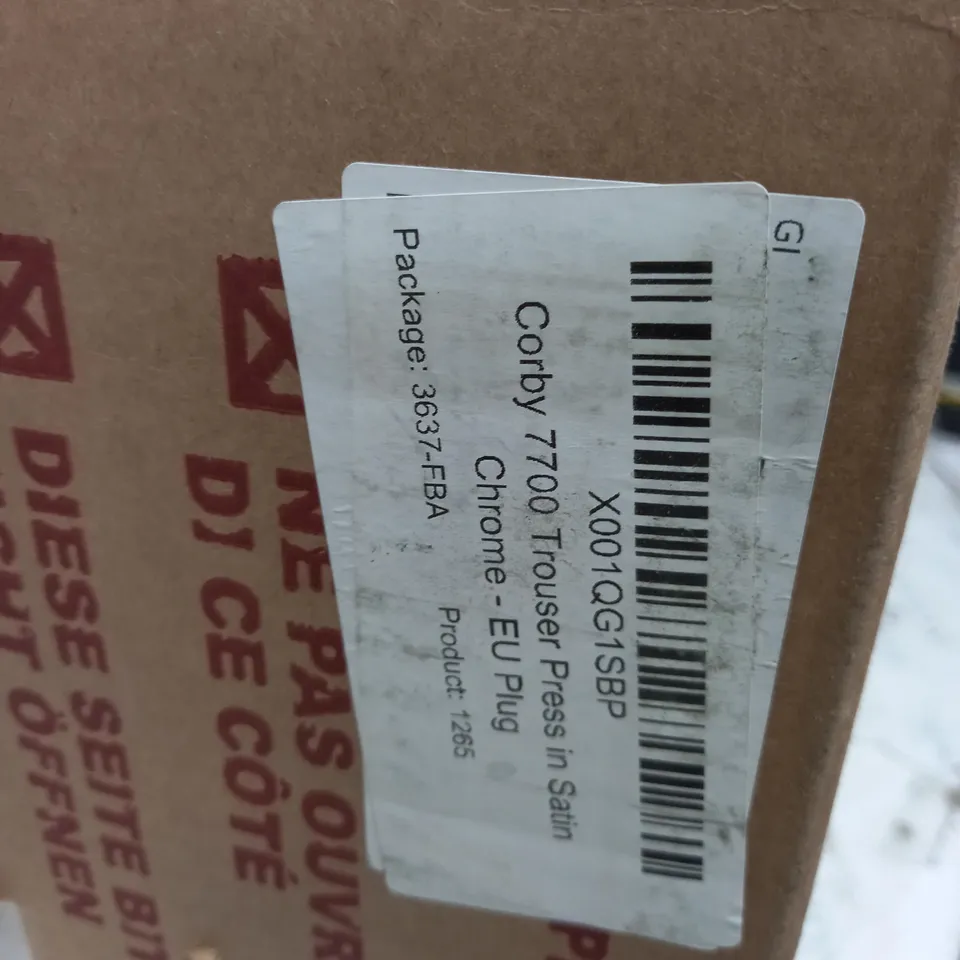 GI
X001QG1SBP
Corby 7700 Trouser Press in Satin
Chrome - EU Plug
Package: 3637-FBA
Product: 1265
NE PAS OUVR
DI CE CÔTÉ
DIESE SEITE BIT
ÖFFNEN